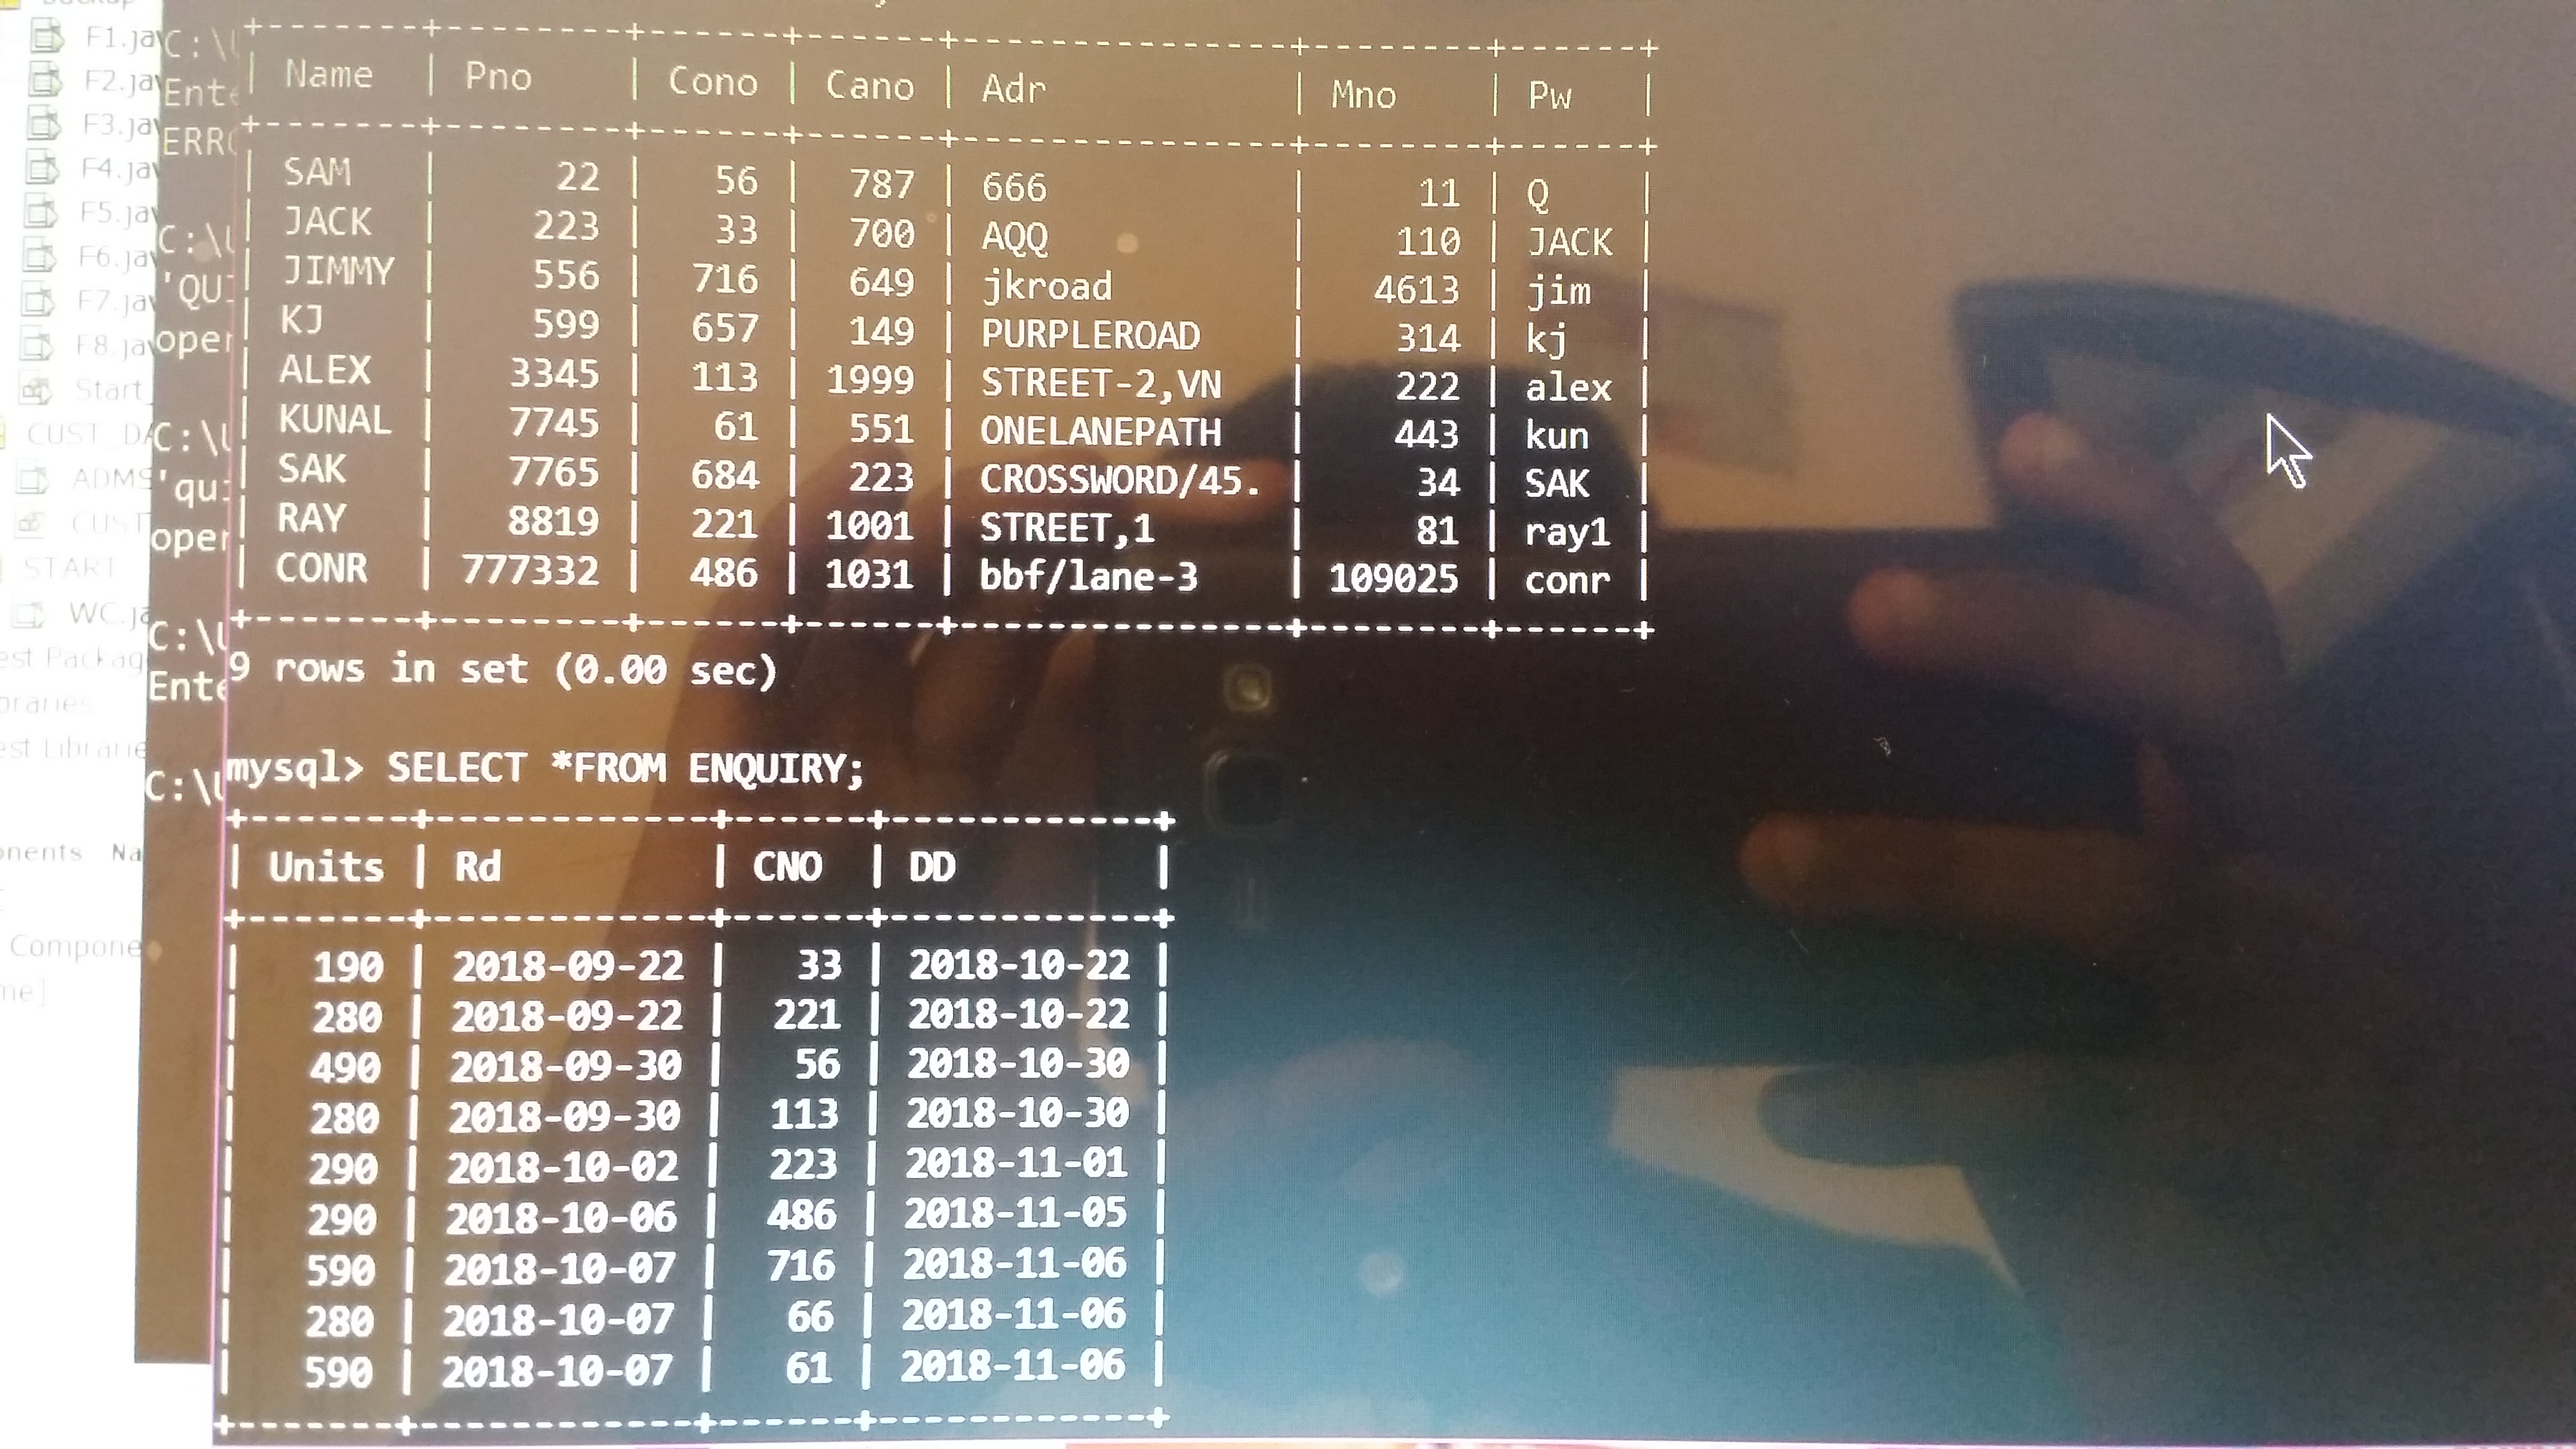 Backup
F1.ja
F2.ja
F3.ja
F4.ja
F5.ja
F6.ja
F7.ja
F8.ja
Start
CUST_DA
ADMS
CUST
START
WC.ja
est Packag
braries
est Librarie
onents Na
Compone
me]
C:\U
Ente
ERRO
C:\U
'QUI
oper
C:\U
'qui
oper
C:\U
Ente
C:\U
+---------+----------+-------+-------+-----------------+---------+-------+
| Name | Pno | Cono | Cano | Adr | Mno | Pw |
+---------+----------+-------+-------+-----------------+---------+-------+
| SAM | 22 | 56 | 787 | 666 | 11 | Q |
| JACK | 223 | 33 | 700 | AQQ | 110 | JACK |
| JIMMY | 556 | 716 | 649 | jkroad | 4613 | jim |
| KJ | 599 | 657 | 149 | PURPLEROAD | 314 | kj |
| ALEX | 3345 | 113 | 1999 | STREET-2,VN | 222 | alex |
| KUNAL | 7745 | 61 | 551 | ONELANEPATH | 443 | kun |
| SAK | 7765 | 684 | 223 | CROSSWORD/45. | 34 | SAK |
| RAY | 8819 | 221 | 1001 | STREET,1 | 81 | ray1 |
| CONR | 777332 | 486 | 1031 | bbf/lane-3 | 109025 | conr |
+---------+----------+-------+-------+-----------------+---------+-------+
9 rows in set (0.00 sec)
mysql> SELECT *FROM ENQUIRY;
+-------+------------+------+------------+
| Units | Rd | CNO | DD |
+-------+------------+------+------------+
| 190 | 2018-09-22 | 33 | 2018-10-22 |
| 280 | 2018-09-22 | 221 | 2018-10-22 |
| 490 | 2018-09-30 | 56 | 2018-10-30 |
| 280 | 2018-09-30 | 113 | 2018-10-30 |
| 290 | 2018-10-02 | 223 | 2018-11-01 |
| 290 | 2018-10-06 | 486 | 2018-11-05 |
| 590 | 2018-10-07 | 716 | 2018-11-06 |
| 280 | 2018-10-07 | 66 | 2018-11-06 |
| 590 | 2018-10-07 | 61 | 2018-11-06 |
+-------+------------+------+------------+